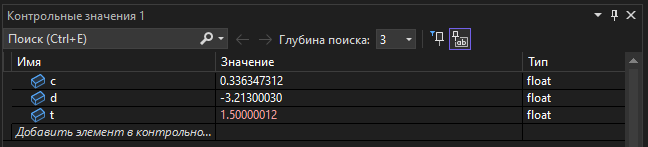 Контрольные значения 1
Поиск (Ctrl+E) Глубина поиска: 3
Имя Значение Тип
c 0.336347312 float
d -3.21300030 float
t 1.50000012 float
Добавить элемент в контрольно...